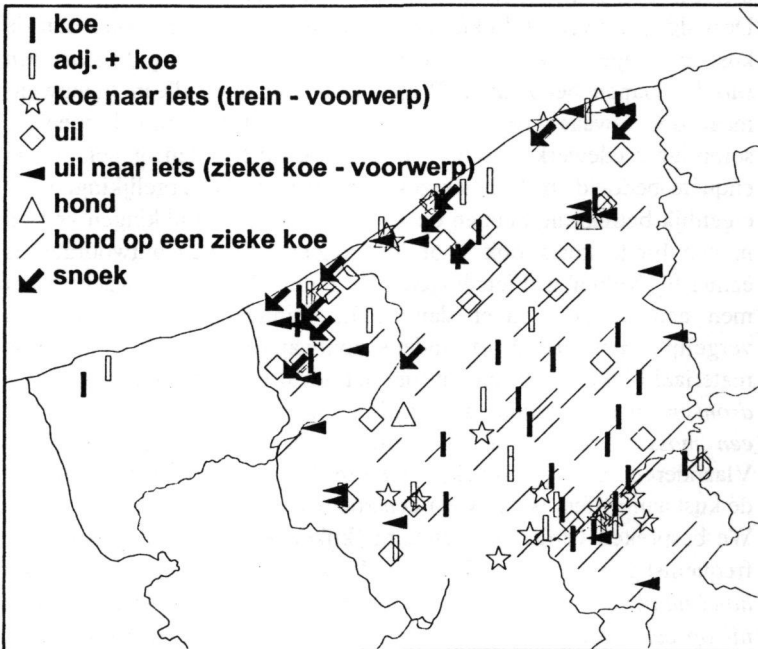 koe
adj. + koe
koe naar iets (trein - voorwerp)
uil
uil naar iets (zieke koe - voorwerp)
hond
hond op een zieke koe
snoek